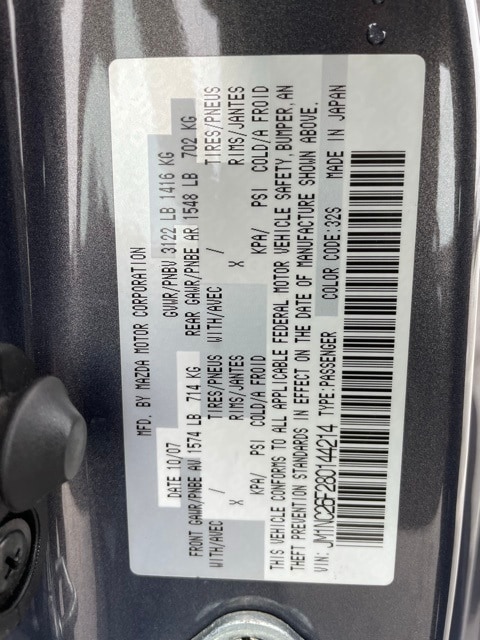 MFD. BY MAZDA MOTOR CORPORATION
DATE 10/07 GVWR/PNBV 3122 LB 1416 KG
FRONT GAWR/PNBE AV 1574 LB 714 KG REAR GAWR/PNBE AR 1548 LB 702 KG
WITH/AVEC / TIRES/PNEUS WITH/AVEC / TIRES/PNEUS
X RIMS/JANTES X RIMS/JANTES
KPA/ PSI COLD/A FROID KPA/ PSI COLD/A FROID
THIS VEHICLE CONFORMS TO ALL APPLICABLE FEDERAL MOTOR VEHICLE SAFETY, BUMPER, AND
THEFT PREVENTION STANDARDS IN EFFECT ON THE DATE OF MANUFACTURE SHOWN ABOVE.
VIN: JM1NC26F280144214 TYPE:PASSENGER COLOR CODE:32S MADE IN JAPAN